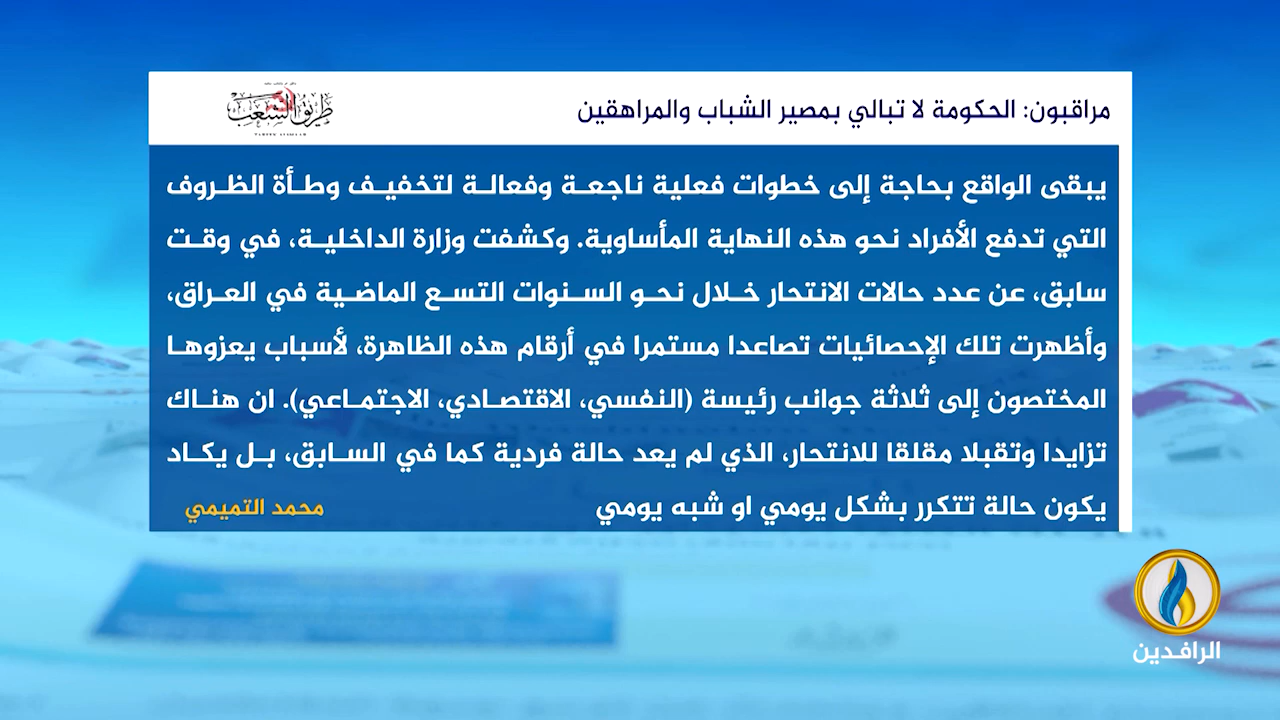 مراقبون: الحكومة لا تبالي بمصير الشباب والمراهقين
طريق الشعب
يبقى الواقع بحاجة إلى خطوات فعلية ناجعة وفعالة لتخفيف وطأة الظروف
التي تدفع الأفراد نحو هذه النهاية المأساوية. وكشفت وزارة الداخلية، في وقت
سابق، عن عدد حالات الانتحار خلال نحو السنوات التسع الماضية في العراق،
وأظهرت تلك الإحصائيات تصاعدا مستمرا في أرقام هذه الظاهرة، لأسباب يعزوها
المختصون إلى ثلاثة جوانب رئيسة (النفسي، الاقتصادي، الاجتماعي). ان هناك
تزايدا وتقبلا مقلقا للانتحار، الذي لم يعد حالة فردية كما في السابق، بل يكاد
يكون حالة تتكرر بشكل يومي او شبه يومي
محمد التميمي
الرافدين